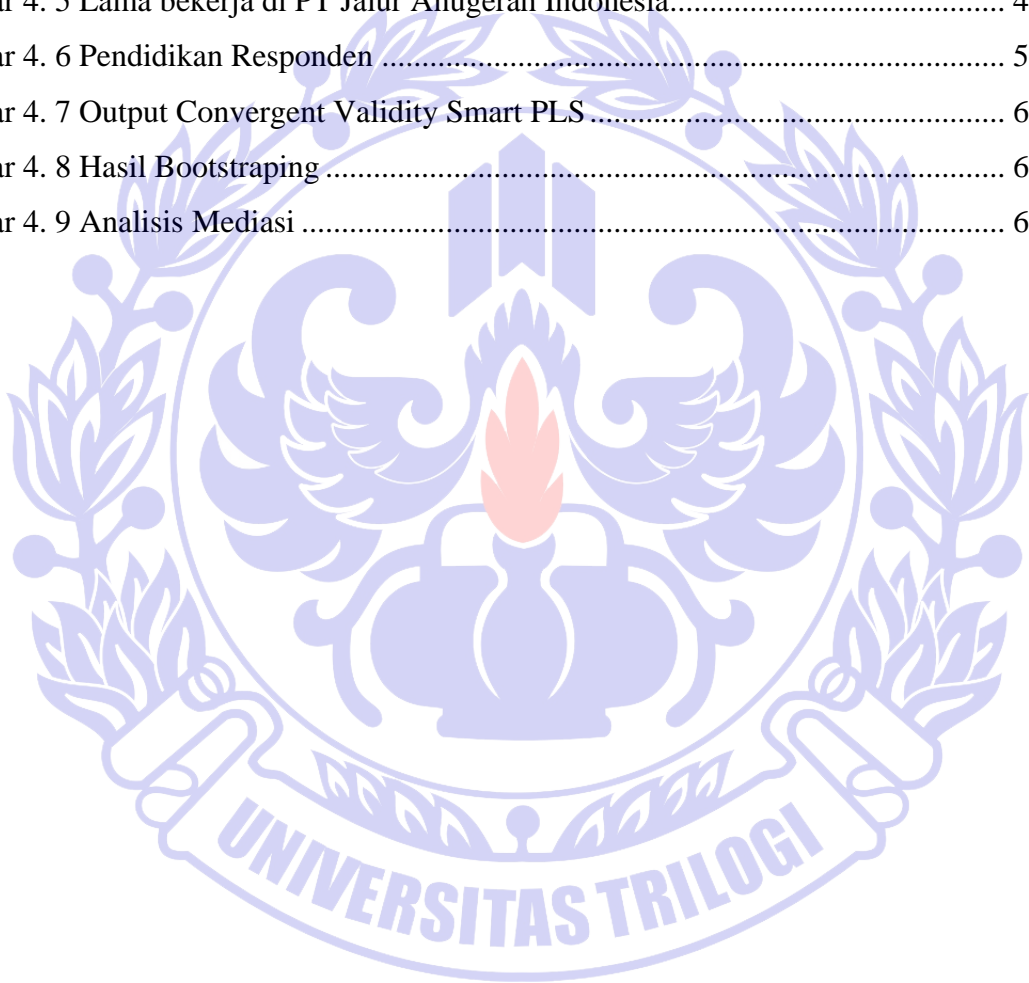 ar 4. 5 Lama bekerja di PT Jalur Anugerah Indonesia.......................................... 4
ar 4. 6 Pendidikan Responden .............................................................................. 5
ar 4. 7 Output Convergent Validity Smart PLS .................................................... 6
ar 4. 8 Hasil Bootstraping ..................................................................................... 6
ar 4. 9 Analisis Mediasi ........................................................................................ 6
UNIVERSITAS TRILOGI